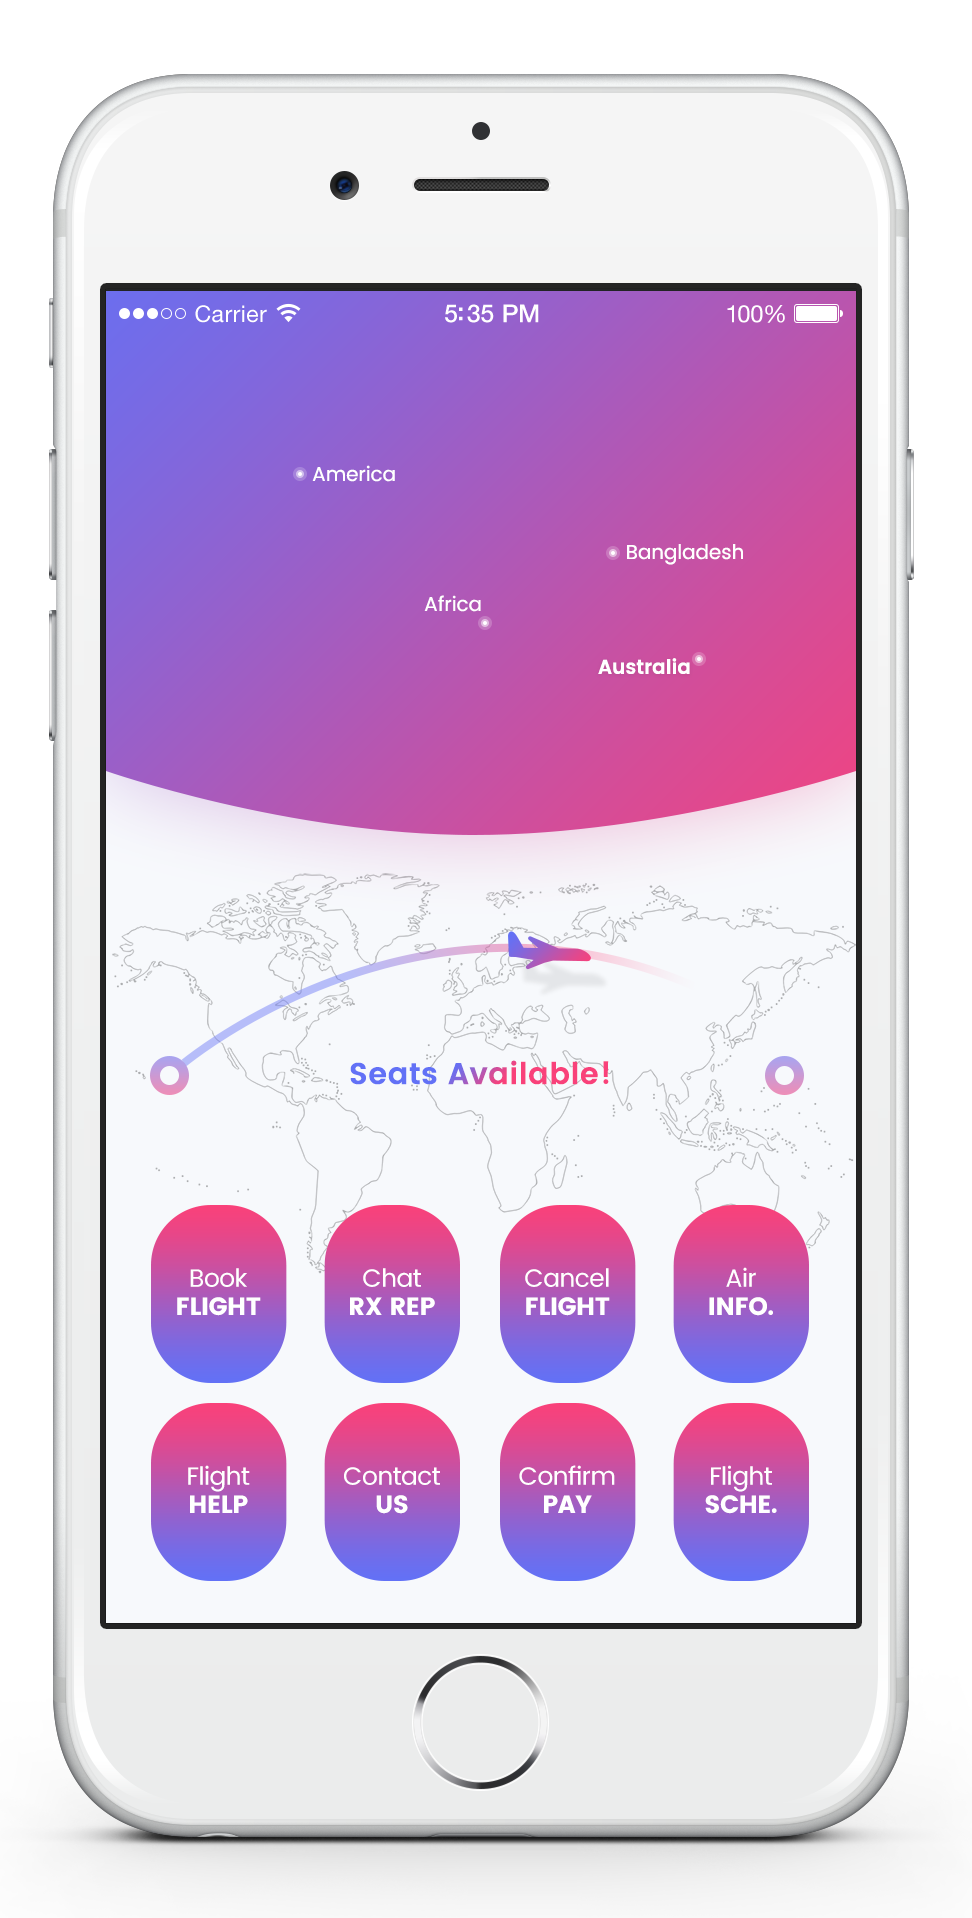 Carrier 5:35 PM 100%
America
Bangladesh
Africa
Australia
Seats Available!
Book
FLIGHT
Chat
RX REP
Cancel
FLIGHT
Air
INFO.
Flight
HELP
Contact
US
Confirm
PAY
Flight
SCHE.